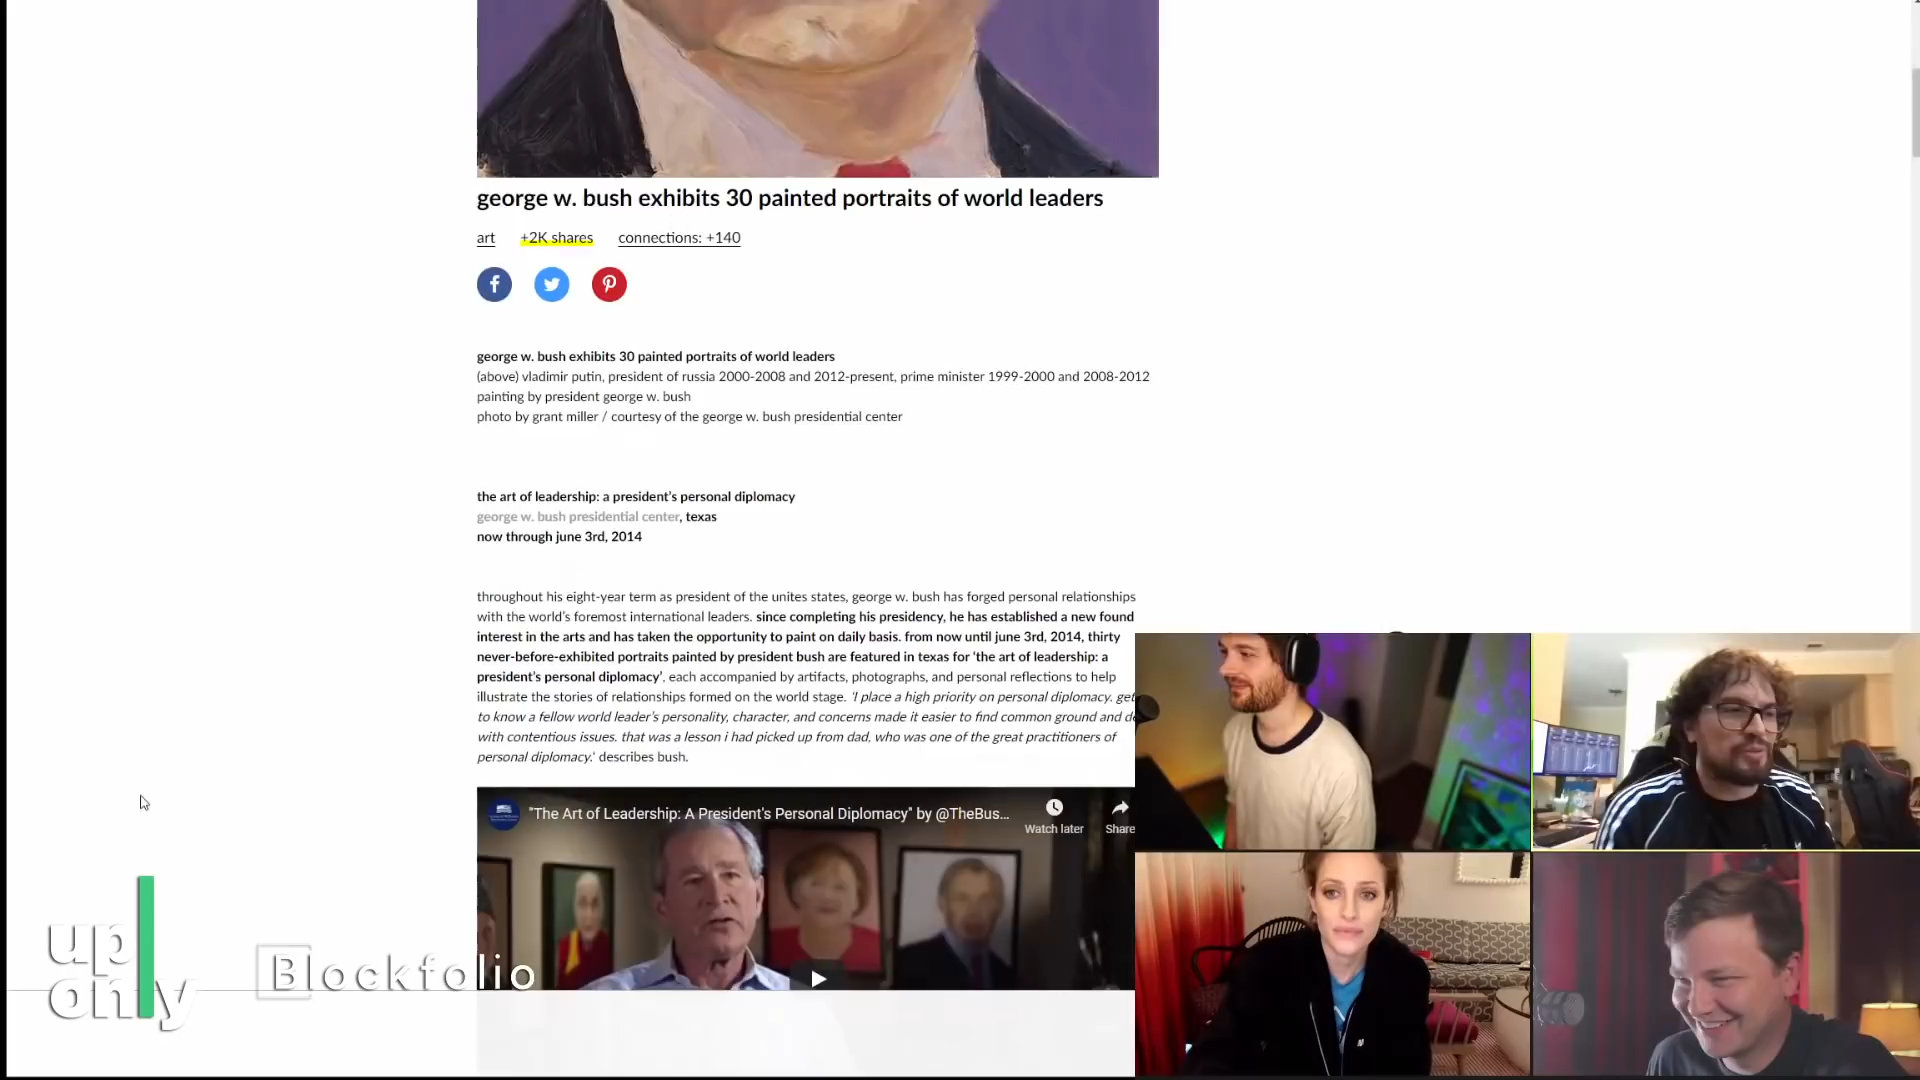 george w. bush exhibits 30 painted portraits of world leaders
art +2K shares connections: +140
george w. bush exhibits 30 painted portraits of world leaders
(above) vladimir putin, president of russia 2000-2008 and 2012-present, prime minister 1999-2000 and 2008-2012
painting by president george w. bush
photo by grant miller / courtesy of the george w. bush presidential center
the art of leadership: a president's personal diplomacy
george w. bush presidential center, texas
now through june 3rd, 2014
throughout his eight-year term as president of the unites states, george w. bush has forged personal relationships
with the world's foremost international leaders. since completing his presidency, he has established a new found
interest in the arts and has taken the opportunity to paint on daily basis. from now until june 3rd, 2014, thirty
never-before-exhibited portraits painted by president bush are featured in texas for 'the art of leadership: a
president's personal diplomacy'. each accompanied by artifacts, photographs, and personal reflections to help
illustrate the stories of relationships formed on the world stage. 'I place a high priority on personal diplomacy. get
to know a fellow world leader's personality, character, and concerns made it easier to find common ground and
with contentious issues. that was a lesson i had picked up from dad, who was one of the great practitioners of
personal diplomacy.' describes bush.
"The Art of Leadership: A President's Personal Diplomacy" by @TheBus...
Watch later Share
up only
Blockfolio